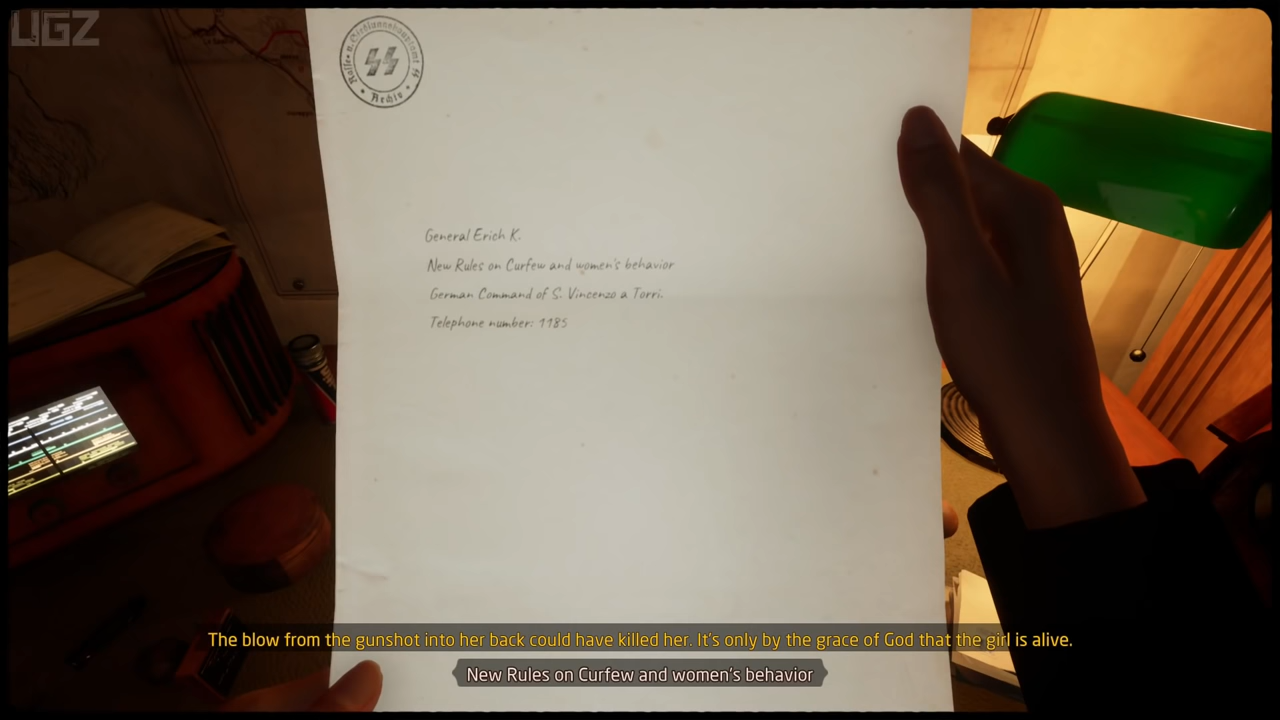 UGZ
Archiv
General Erich K.
New Rules on Curfew and women's behavior
German Command of S. Vincenzo a Torri.
Telephone number: 1185
The blow from the gunshot into her back could have killed her. It's only by the grace of God that the girl is alive.
New Rules on Curfew and women's behavior